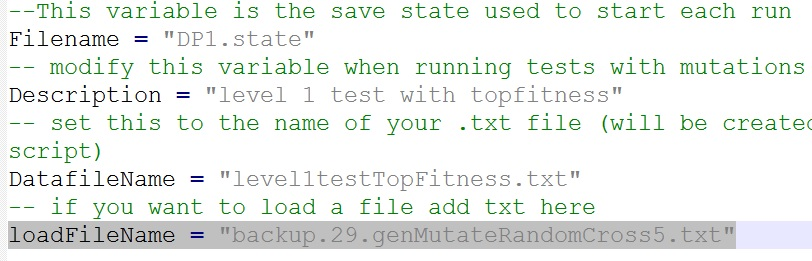 --This variable is the save state used to start each run
Filename = "DP1.state"
-- modify this variable when running tests with mutations
Description = "level 1 test with topfitness"
-- set this to the name of your .txt file (will be created
script)
DatafileName = "level1testTopFitness.txt"
-- if you want to load a file add txt here
loadFileName = "backup.29.genMutateRandomCross5.txt"